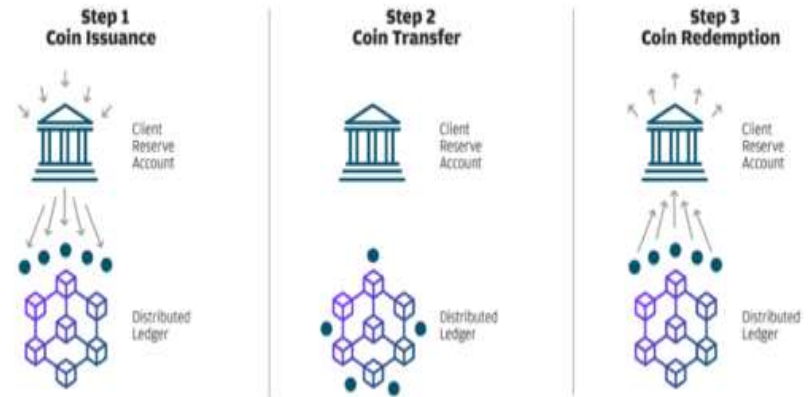 Step 1
Coin Issuance
Client
Reserve
Account
Distributed
Ledger
Step 2
Coin Transfer
Client
Reserve
Account
Distributed
Ledger
Step 3
Coin Redemption
Client
Reserve
Account
Distributed
Ledger